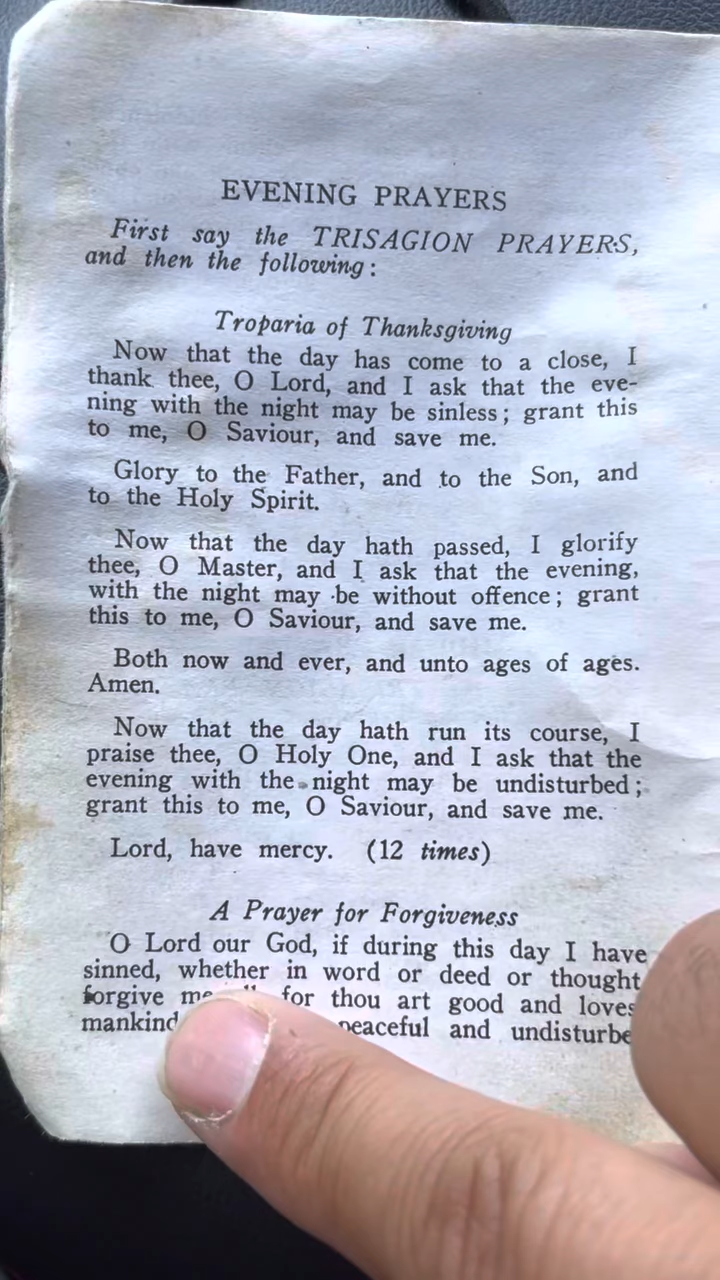 EVENING PRAYERS
First say the TRISAGION PRAYERS,
and then the following:
Troparia of Thanksgiving
Now that the day has come to a close, I
thank thee, O Lord, and I ask that the eve-
ning with the night may be sinless; grant this
to me, O Saviour, and save me.
Glory to the Father, and to the Son, and
to the Holy Spirit.
Now that the day hath passed, I glorify
thee, O Master, and I ask that the evening,
with the night may be without offence; grant
this to me, O Saviour, and save me.
Both now and ever, and unto ages of ages.
Amen.
Now that the day hath run its course, I
praise thee, O Holy One, and I ask that the
evening with the night may be undisturbed;
grant this to me, O Saviour, and save me.
Lord, have mercy. (12 times)
A Prayer for Forgiveness
O Lord our God, if during this day I have
sinned, whether in word or deed or thought
forgive me for thou art good and loves
mankind peaceful and undisturbe